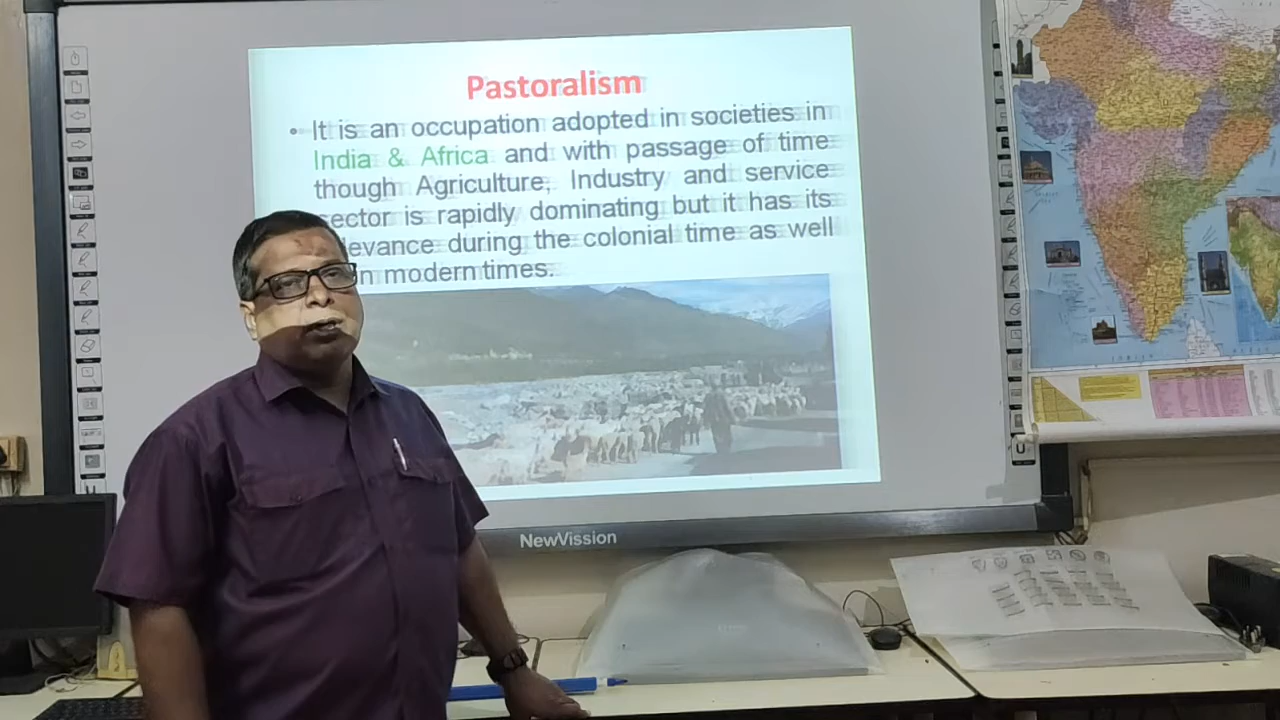 Pastoralism
• It is an occupation adopted in societies in
India & Africa and with passage of time
though Agriculture, Industry and service
sector is rapidly dominating but it has its
levance during the colonial time as well
in modern times.
NewVission